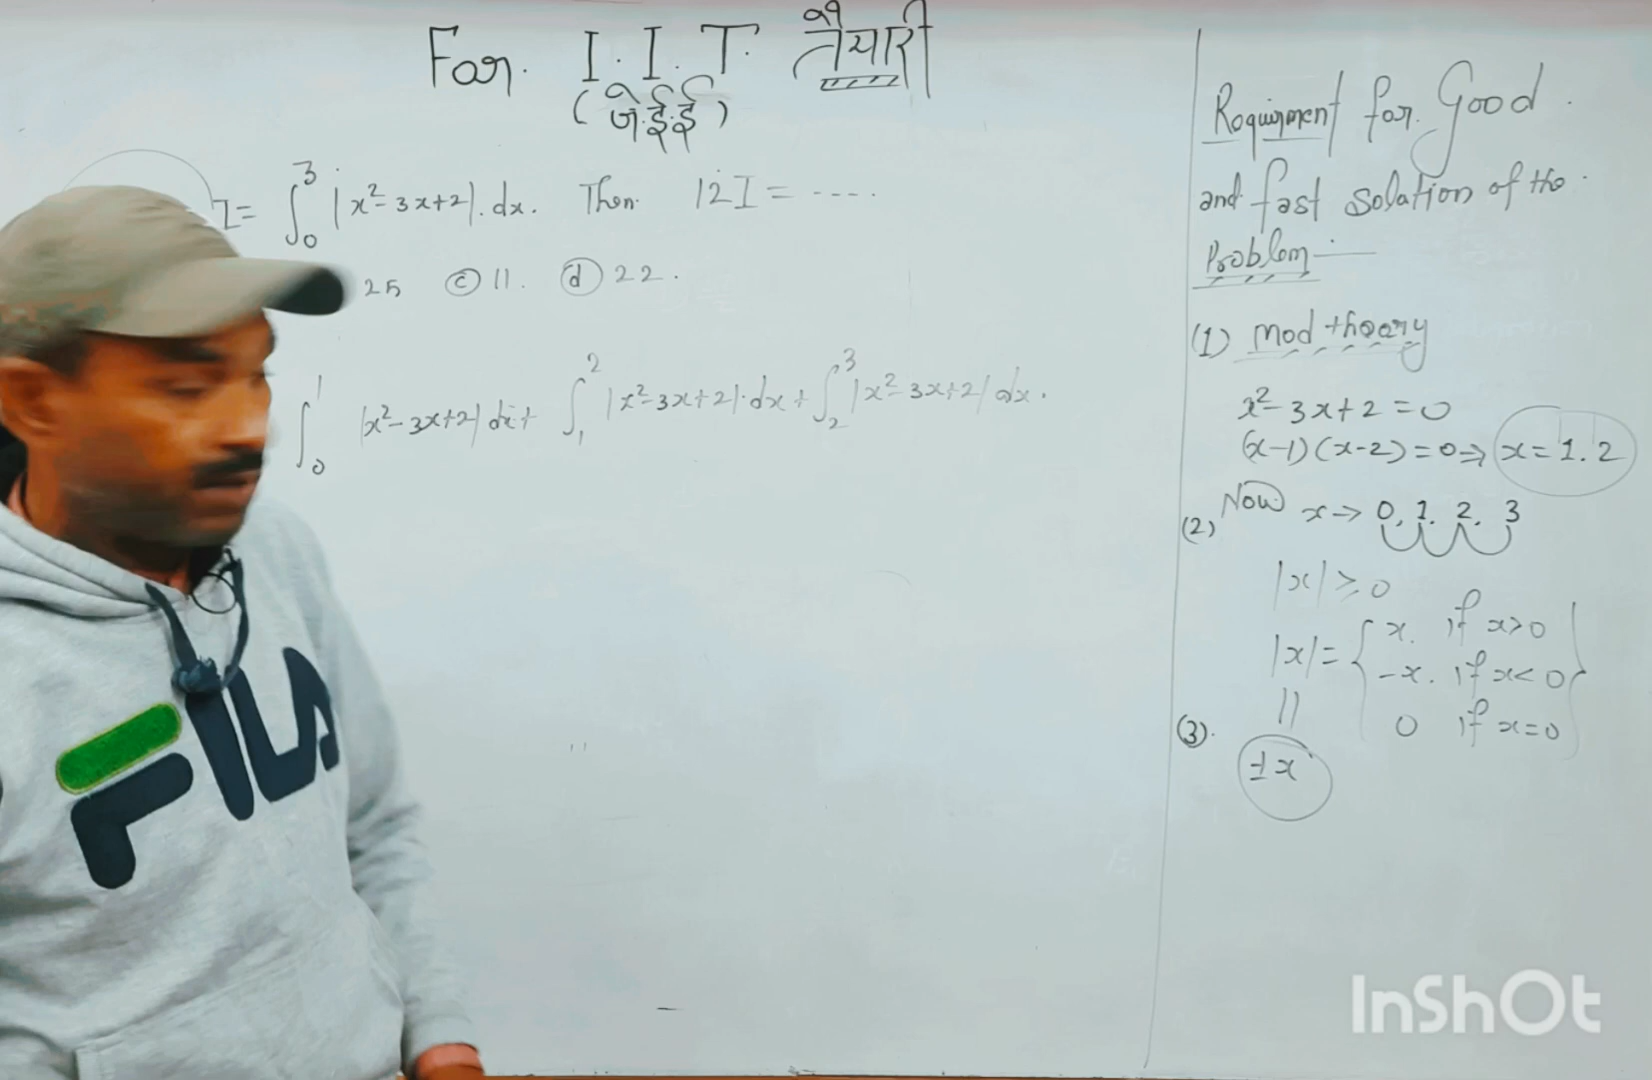 For. I.I.T. तैयारी
(जे.ई.ई)
I = ∫₀³ |x²-3x+2|.dx. Then 12I = ----.
25 ⓒ 11. ⓓ 22.
∫₀¹ |x²-3x+2| dx + ∫₁² |x²-3x+2|.dx + ∫₂³ |x²-3x+2| dx.
Roquirment for. Good
and fast Solation of the
Problem:-
(1) Mod theory
x²-3x+2=0
(x-1)(x-2)=0⇒ x=1.2
(2) Now x→ 0, 1. 2. 3
|x|≥0
|x|= { x. if x>0
-x. if x<0 }
(3). || 0 if x=0
±x
FILA
InShOt